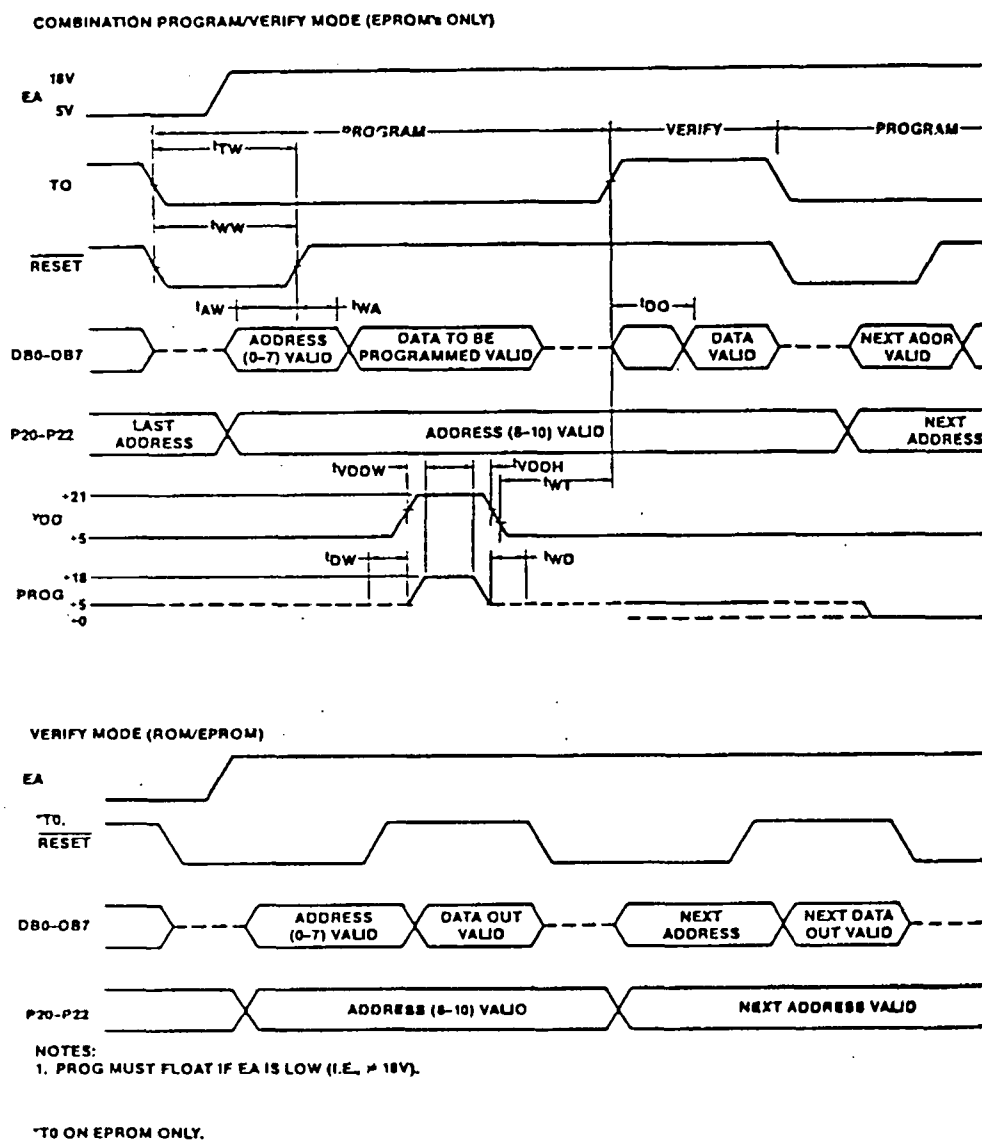 COMBINATION PROGRAM/VERIFY MODE (EPROM's ONLY)
18V
EA
5V
PROGRAM
VERIFY
PROGRAM
tTW
TO
tWW
RESET
tAW
tWA
tDO
DB0–DB7
ADDRESS
(0–7) VALID
DATA TO BE
PROGRAMMED VALID
DATA
VALID
NEXT ADDR
VALID
P20–P22
LAST
ADDRESS
ADDRESS (8–10) VALID
NEXT
ADDRESS
tVDDW
tVDDH
tWT
+21
VDD
+5
tDW
tWD
+18
PROG
+5
+0
VERIFY MODE (ROM/EPROM)
EA
*T0,
RESET
DB0–DB7
ADDRESS
(0–7) VALID
DATA OUT
VALID
NEXT
ADDRESS
NEXT DATA
OUT VALID
P20–P22
ADDRESS (8–10) VALID
NEXT ADDRESS VALID
NOTES:
1. PROG MUST FLOAT IF EA IS LOW (I.E., ≠ 18V).
*T0 ON EPROM ONLY.